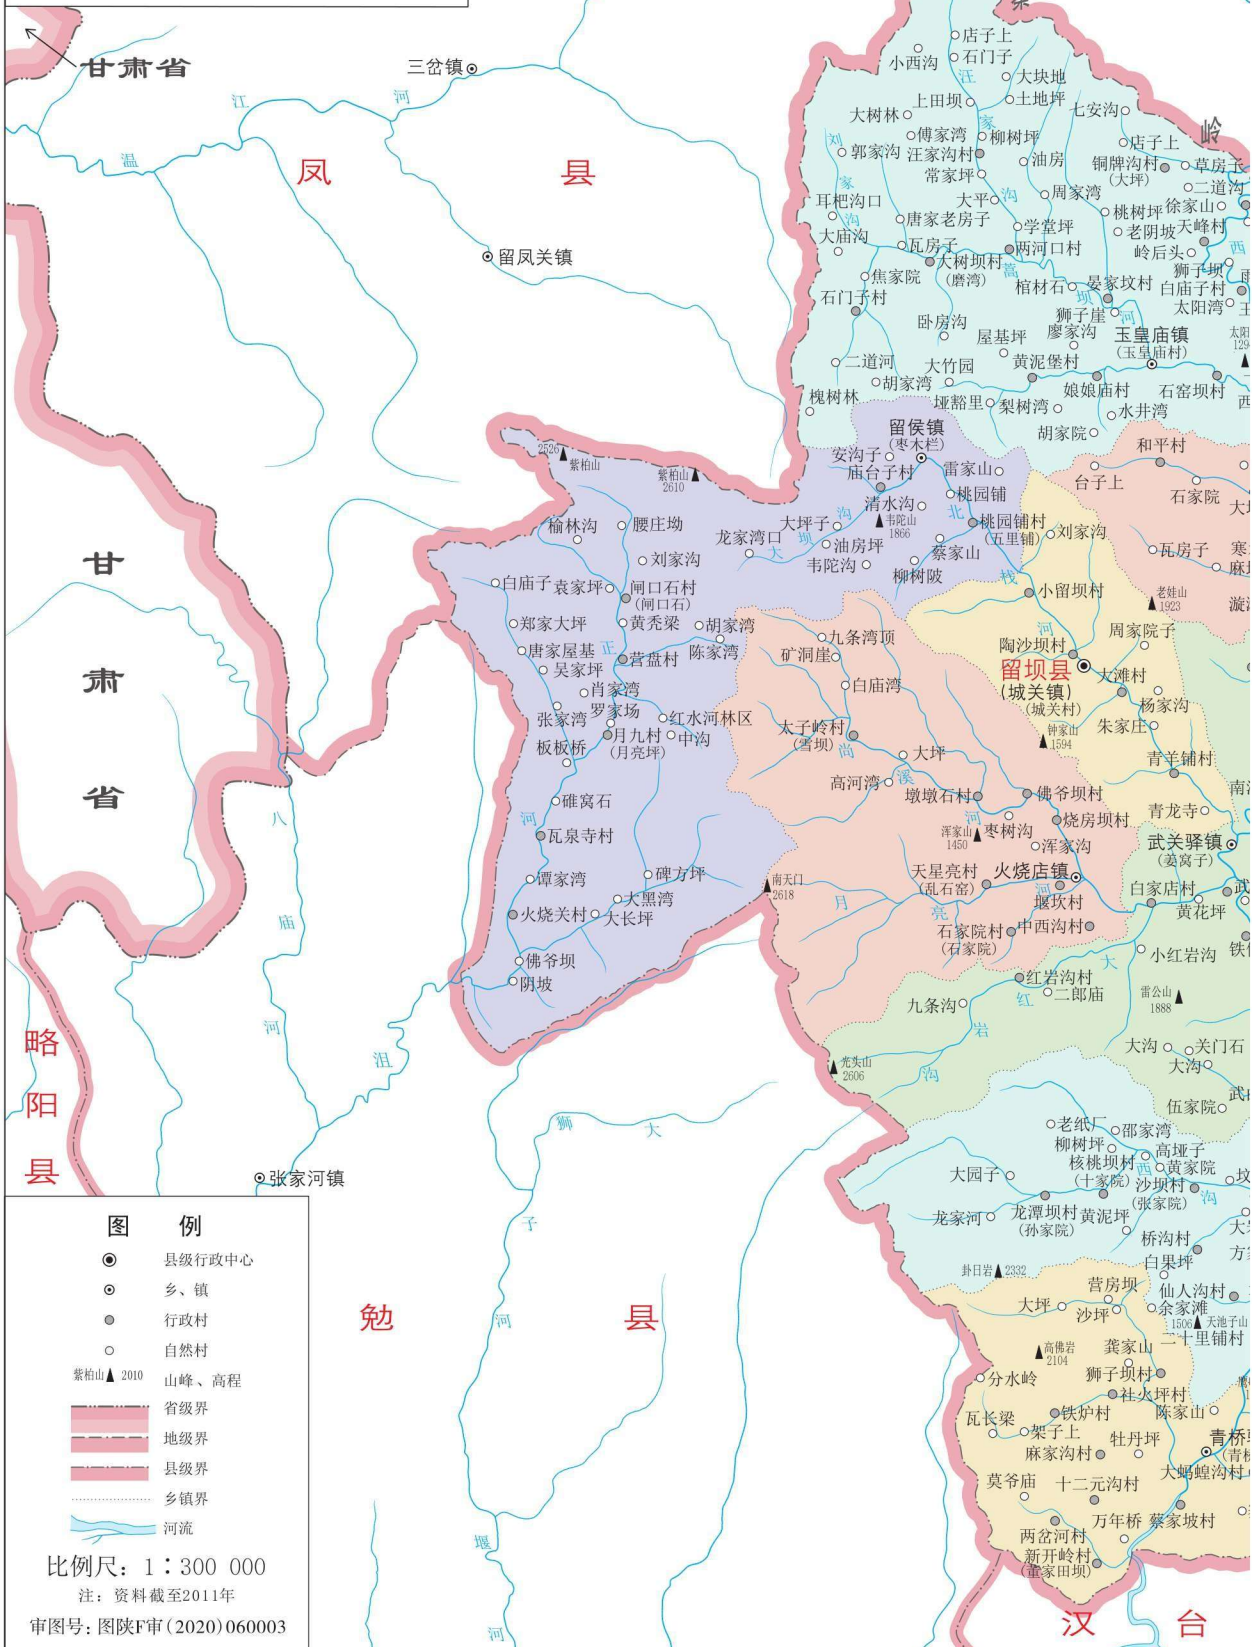 甘肃省
三岔镇
江
河
温
凤
县
留凤关镇
甘
肃
省
店子上
石门子
小西沟
汪
大块地
上田坝
土地坪
大树林
七安沟
岭
刘
傅家湾
家
柳树坪
店子上
郭家沟
汪家沟村
油房
铜牌沟村
(大坪)
草房子
常家坪
家
二道沟
耳杷沟口
大平
沟
周家湾
徐家山
沟
唐家老房子
桃树坪
学堂坪
老阴坡
天峰村
大庙沟
瓦房子
两河口村
岭后头
西
大树坝村
(磨湾)
蒿
狮子坝
焦家院
棺材石
晏家坟村
白庙子村
石门子村
坝
太阳湾
狮子崖
河
卧房沟
廖家沟
玉皇庙镇
(玉皇庙村)
屋基坪
二道河
大竹园
黄泥堡村
胡家湾
娘娘庙村
石窑坝村
槐树林
垭豁里
梨树湾
水井湾
胡家院
留侯镇
(枣木栏)
和平村
2526
紫柏山
紫柏山
2610
安沟子
庙台子村
雷家山
台子上
石家院
清水沟
桃园铺
榆林沟
腰庄坳
大坪子
沟
韦陀山
1866
北
桃园铺村
(五里铺)
刘家沟
龙家湾口
大
坝
油房坪
蔡家山
瓦房子
刘家沟
韦陀沟
柳树陂
栈
白庙子
袁家坪
闸口石村
(闸口石)
小留坝村
老娃山
1923
郑家大坪
黄秃梁
胡家湾
河
周家院子
唐家屋基
正
陈家湾
九条湾顶
陶沙坝村
吴家坪
营盘村
矿洞崖
留坝县
(城关镇)
(城关村)
大滩村
肖家湾
白庙湾
杨家沟
张家湾
罗家场
红水河林区
太子岭村
(雪坝)
朱家庄
月九村
(月亮坪)
中沟
钟家山
1594
板板桥
尚
大坪
青羊铺村
高河湾
溪
碓窝石
墩墩石村
佛爷坝村
青龙寺
八
河
河
枣树沟
烧房坝村
瓦泉寺村
浑家山
1450
浑家沟
武关驿镇
(姜窝子)
谭家湾
碑方坪
南天门
2618
天星亮村
(乱石窑)
火烧店镇
白家店村
大黑湾
月
河
堰坎村
黄花坪
火烧关村
大长坪
亮
庙
石家院村
(石家院)
中西沟村
小红岩沟
佛爷坝
大
红岩沟村
阴坡
二郎庙
雷公山
1888
九条沟
红
略
阳
县
河
沮
岩
大沟
关门石
光头山
2606
沟
大沟
伍家院
狮
大
老纸厂
邵家湾
柳树坪
高垭子
张家河镇
核桃坝村
(十家院)
西
黄家院
大园子
沙坝村
(张家院)
沟
子
龙家河
龙潭坝村
(孙家院)
黄泥坪
桥沟村
白果坪
卦日岩
2332
仙人沟村
营房坝
勉
县
河
大坪
沙坪
余家滩
1506
天池子山
二十里铺村
高佛岩
2104
龚家山
分水岭
狮子坝村
社火坪村
瓦长梁
铁炉村
陈家山
架子上
牡丹坪
麻家沟村
大蚂蝗沟村
莫爷庙
十二元沟村
万年桥
蔡家坡村
堰
两岔河村
新开岭村
(董家田坝)
河
汉
台
图 例
县级行政中心
乡、镇
行政村
自然村
紫柏山 2010
山峰、高程
省级界
地级界
县级界
乡镇界
河流
比例尺：1：300 000
注：资料截至2011年
审图号：图陕F审(2020)060003